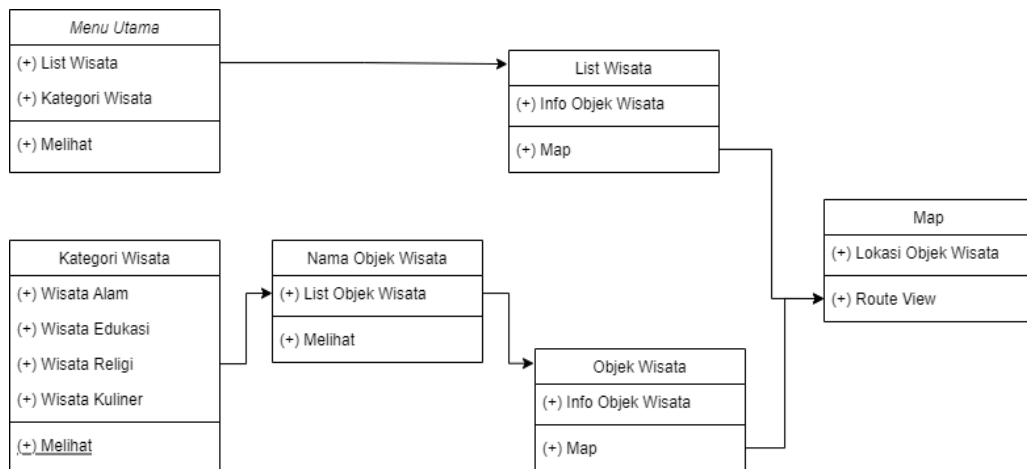 Menu Utama
(+) List Wisata
(+) Kategori Wisata
(+) Melihat
List Wisata
(+) Info Objek Wisata
(+) Map
Map
(+) Lokasi Objek Wisata
(+) Route View
Kategori Wisata
(+) Wisata Alam
(+) Wisata Edukasi
(+) Wisata Religi
(+) Wisata Kuliner
(+) Melihat
Nama Objek Wisata
(+) List Objek Wisata
(+) Melihat
Objek Wisata
(+) Info Objek Wisata
(+) Map